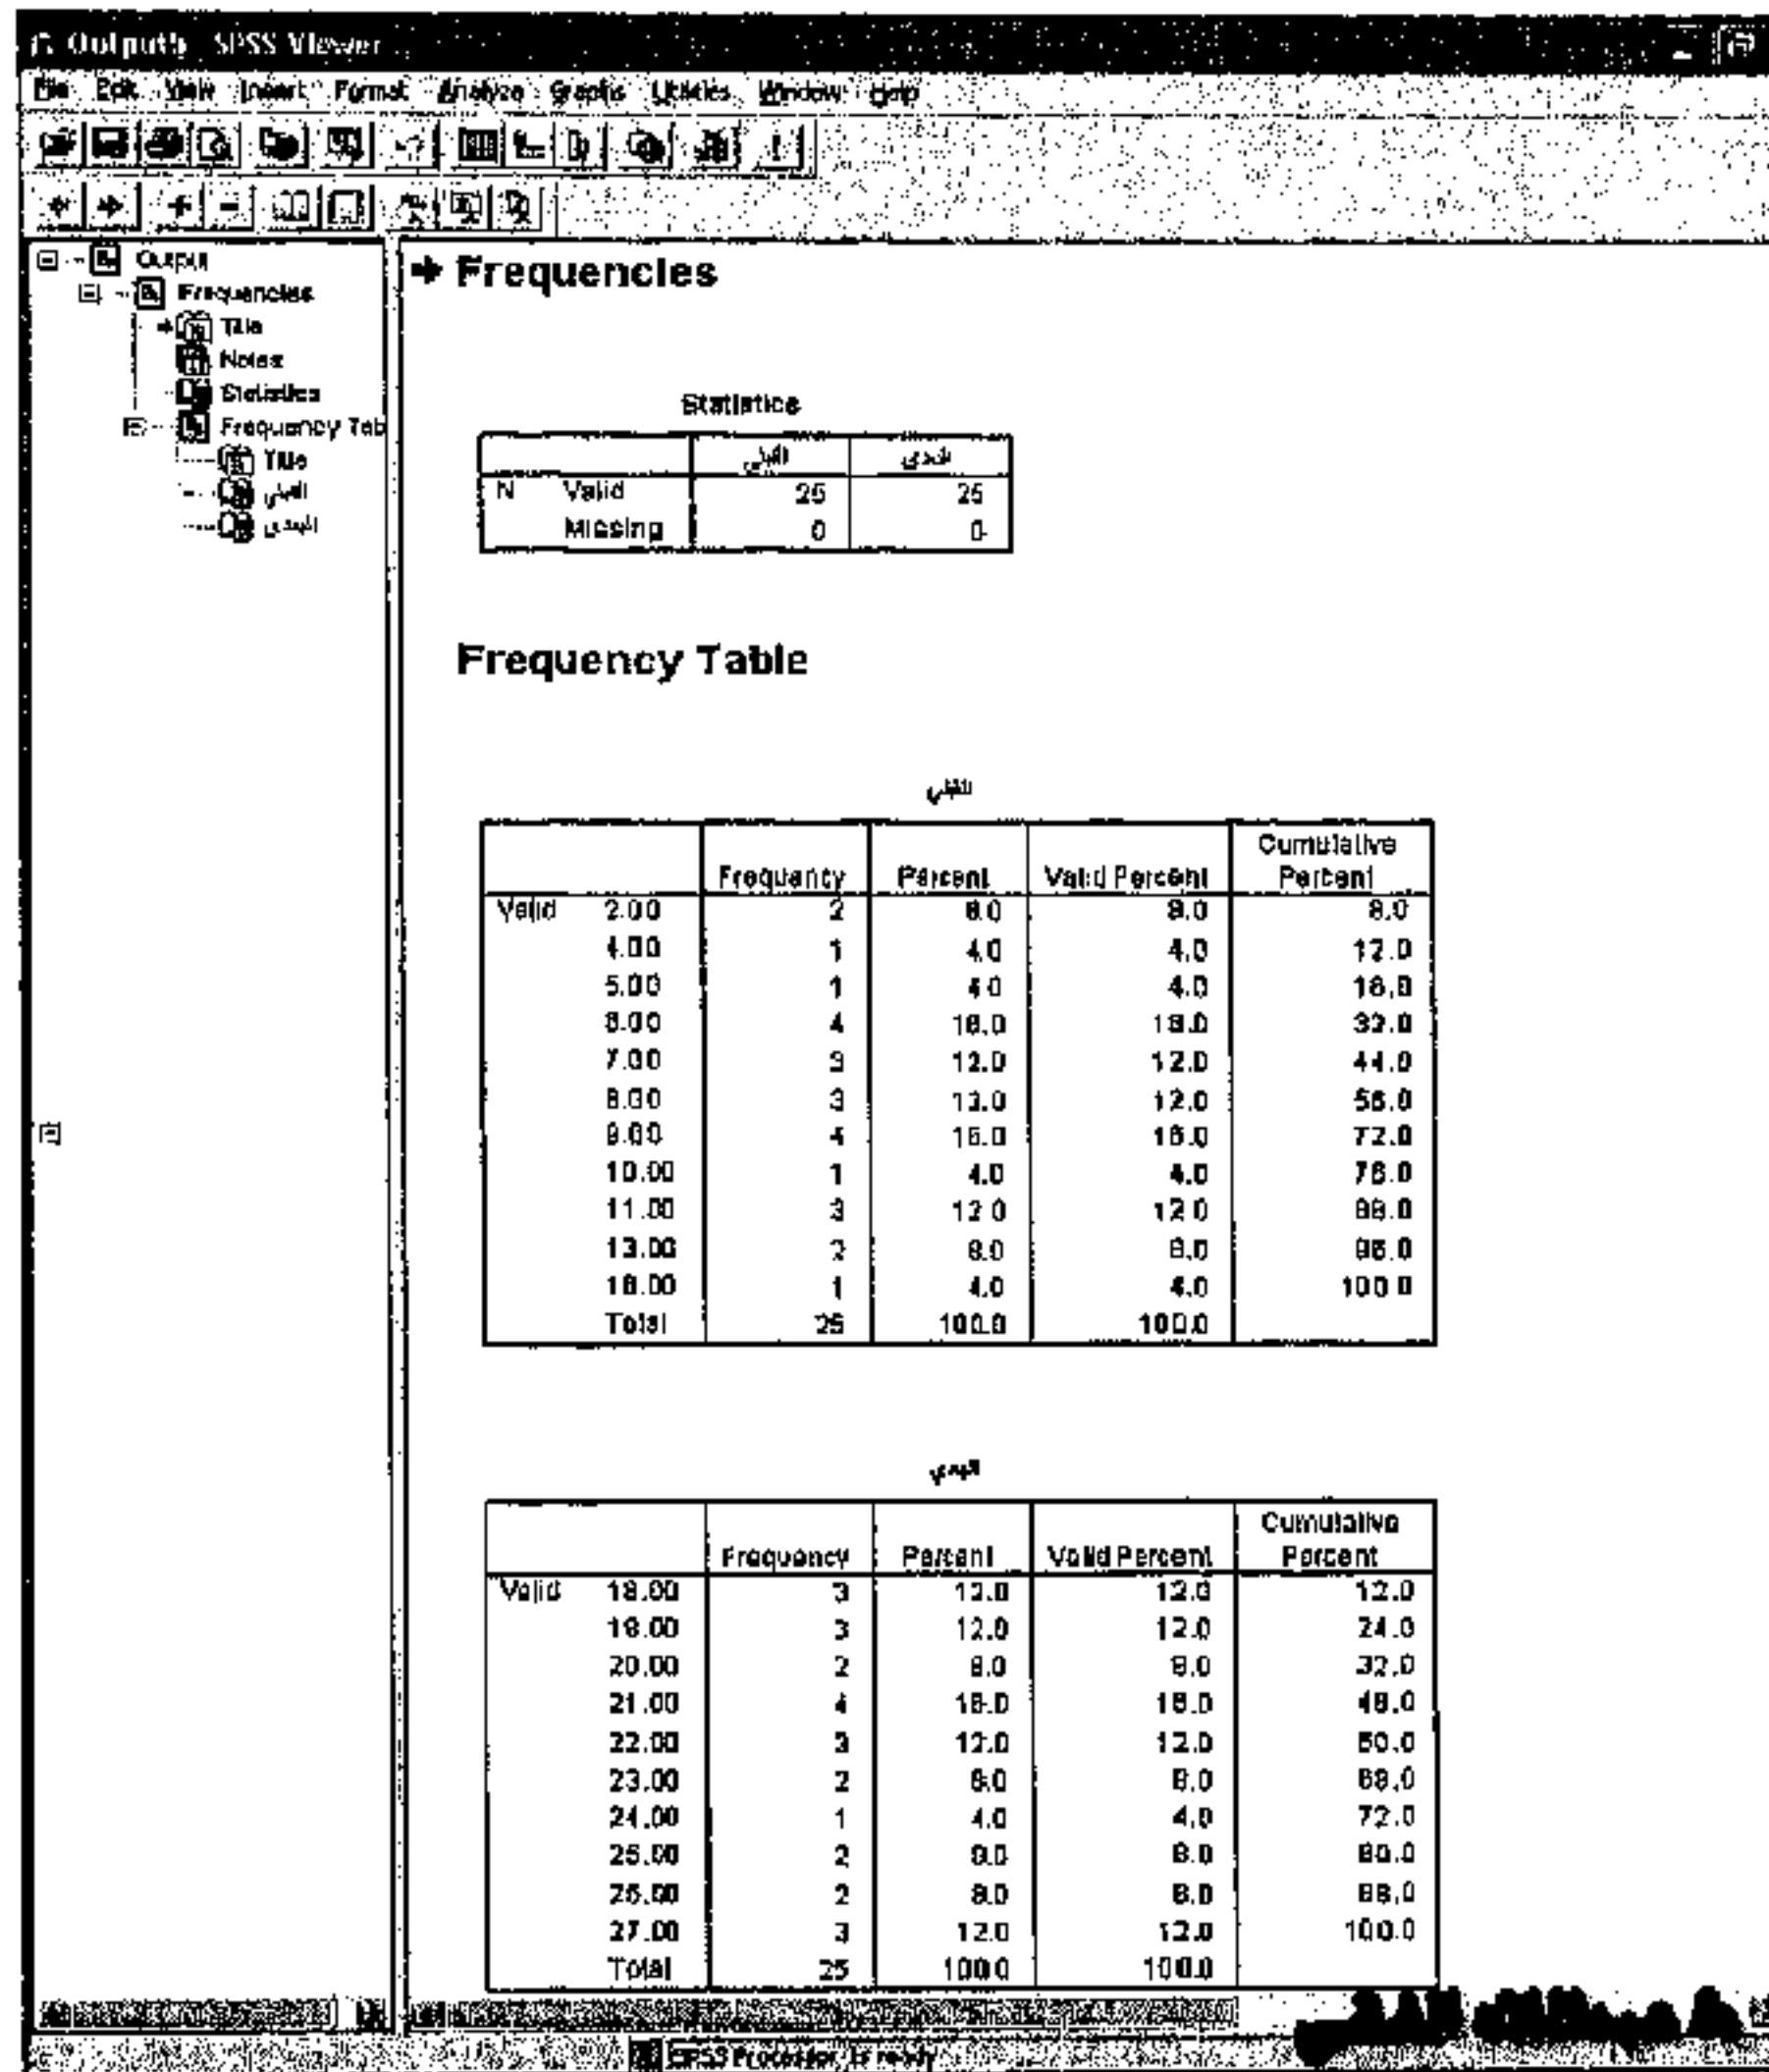 Output5 SPSS Viewer
File Edit View Insert Format Analyze Graphs Utilities Window Help
Output
Frequencies
Title
Notes
Statistics
Frequency Tab
Title
القبلي
البعدي
Frequencies
Statistics
القبلي البعدي
N Valid 25 25
Missing 0 0
Frequency Table
القبلي
Frequency Percent Valid Percent Cumulative Percent
Valid 2.00 2 8.0 8.0 8.0
4.00 1 4.0 4.0 12.0
5.00 1 4.0 4.0 16.0
6.00 4 16.0 16.0 32.0
7.00 3 12.0 12.0 44.0
8.00 3 12.0 12.0 56.0
9.00 4 16.0 16.0 72.0
10.00 1 4.0 4.0 76.0
11.00 3 12.0 12.0 88.0
13.00 2 8.0 8.0 96.0
1 4.0 4.0 100.0
Total 25 100.0 100.0
البعدي
Frequency Percent Valid Percent Cumulative Percent
Valid 18.00 3 12.0 12.0 12.0
19.00 3 12.0 12.0 24.0
20.00 2 8.0 8.0 32.0
21.00 4 16.0 16.0 48.0
22.00 3 12.0 12.0 60.0
23.00 2 8.0 8.0 68.0
24.00 1 4.0 4.0 72.0
25.00 2 8.0 8.0 80.0
26.00 2 8.0 8.0 88.0
27.00 3 12.0 12.0 100.0
Total 25 100.0 100.0
SPSS Processor is ready